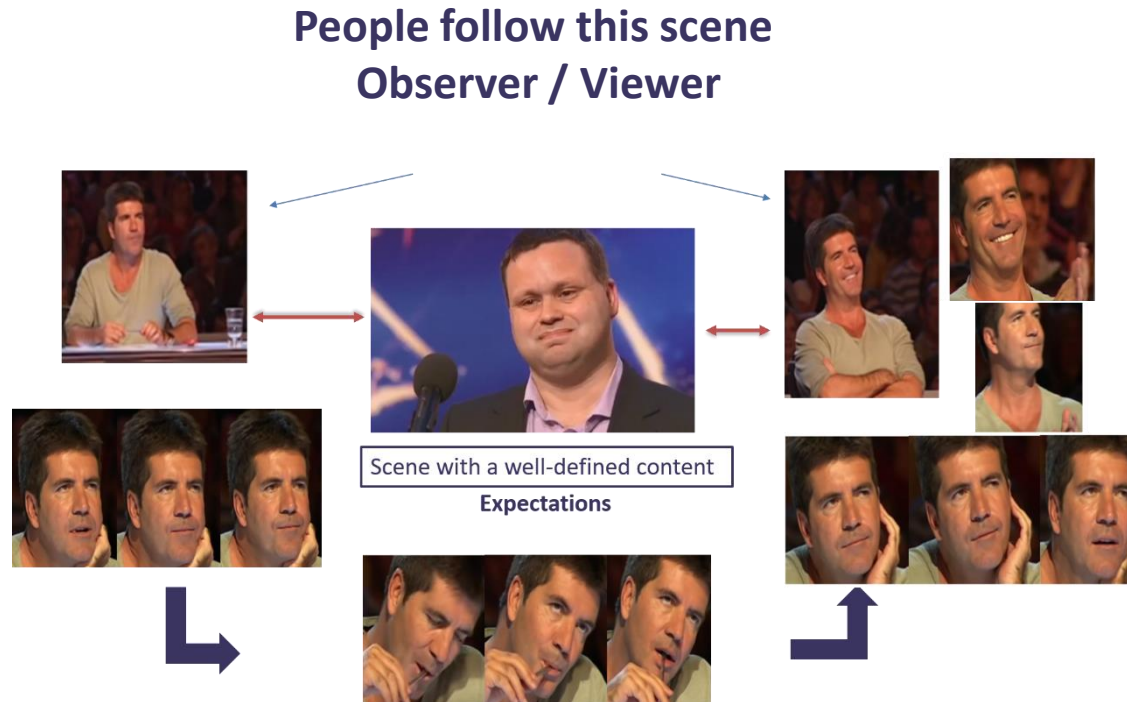 People follow this scene
Observer / Viewer
Scene with a well-defined content
Expectations